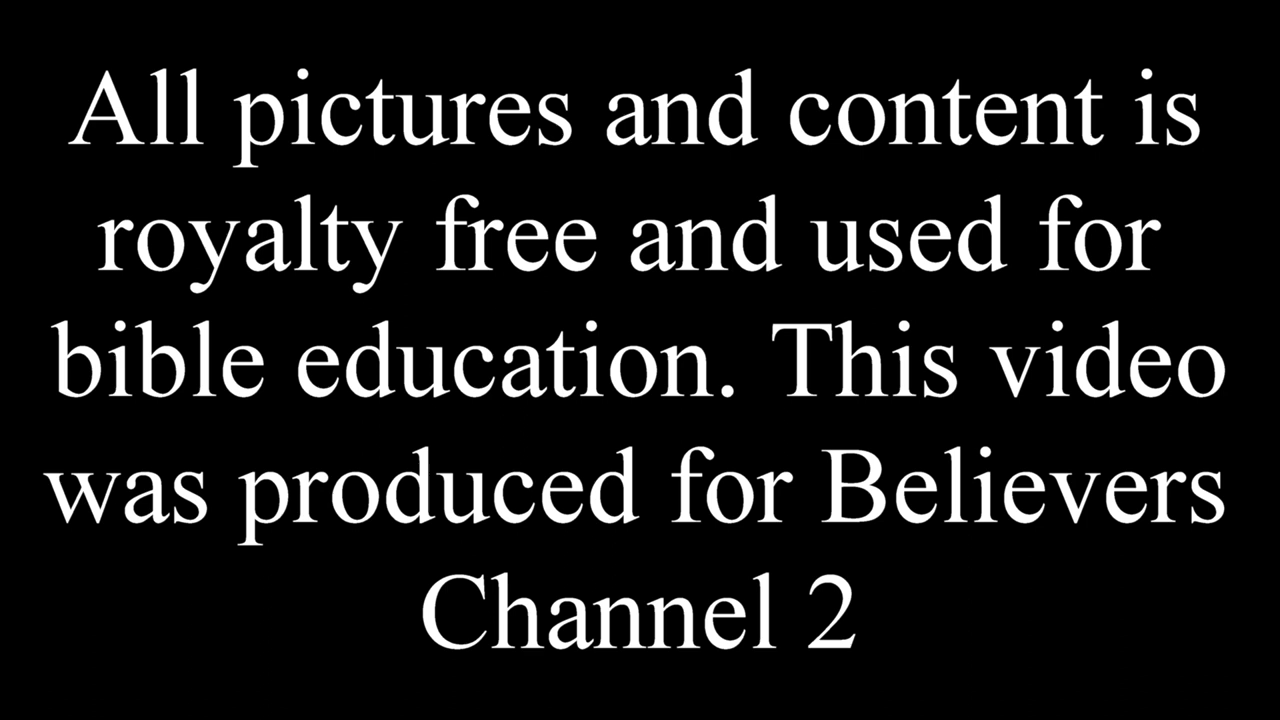 All pictures and content is
royalty free and used for
bible education. This video
was produced for Believers
Channel 2